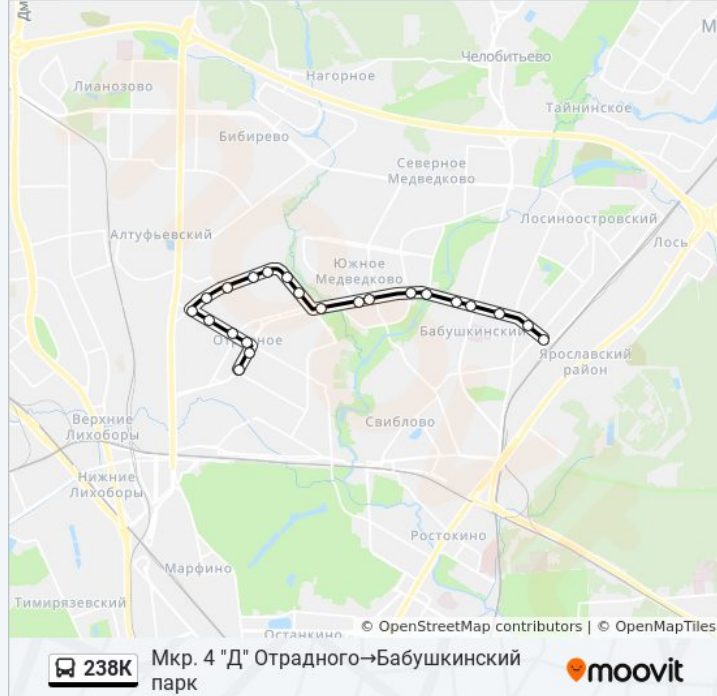 Дм
М
Челобитьево
Нагорное
Лианозово
Тайнинское
Бибирево
Северное
Медведково
Лосиноостровский
Алтуфьевский
Лось
Южное
Медведково
Отрадное
Бабушкинский
Ярославский
район
Верхние
Лихоборы
Свиблово
Нижние
Лихоборы
Ростокино
Марфино
Тимирязевский
Останкино
© OpenStreetMap contributors | © OpenMapTiles
238К Мкр. 4 "Д" Отрадного→Бабушкинский
парк
moovit